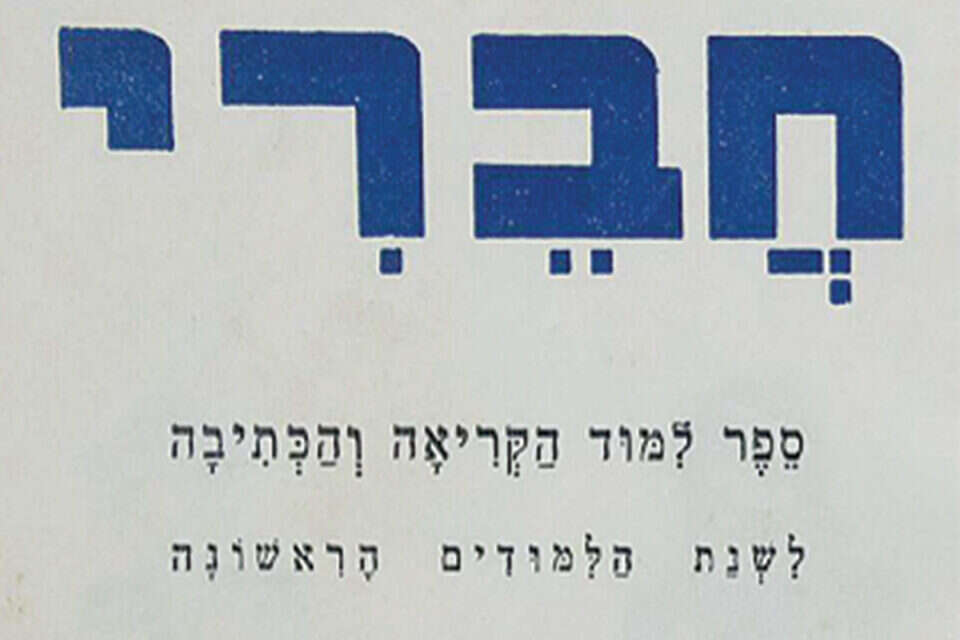 חֲבֵרִי
סֵפֶר לִמּוּד הַקְּרִיאָה וְהַכְּתִיבָה
לִשְׁנַת הַלִּמּוּדִים הָרִאשׁוֹנָה